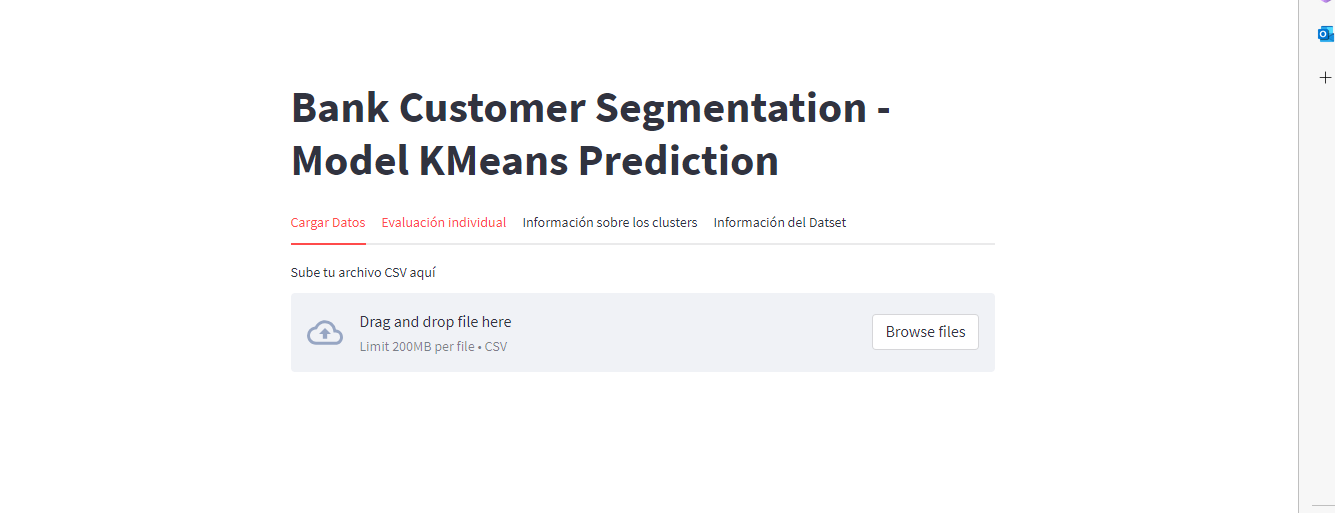 Bank Customer Segmentation -
Model KMeans Prediction
Cargar Datos Evaluación individual Información sobre los clusters Información del Datset
Sube tu archivo CSV aquí
Drag and drop file here
Limit 200MB per file • CSV
Browse files